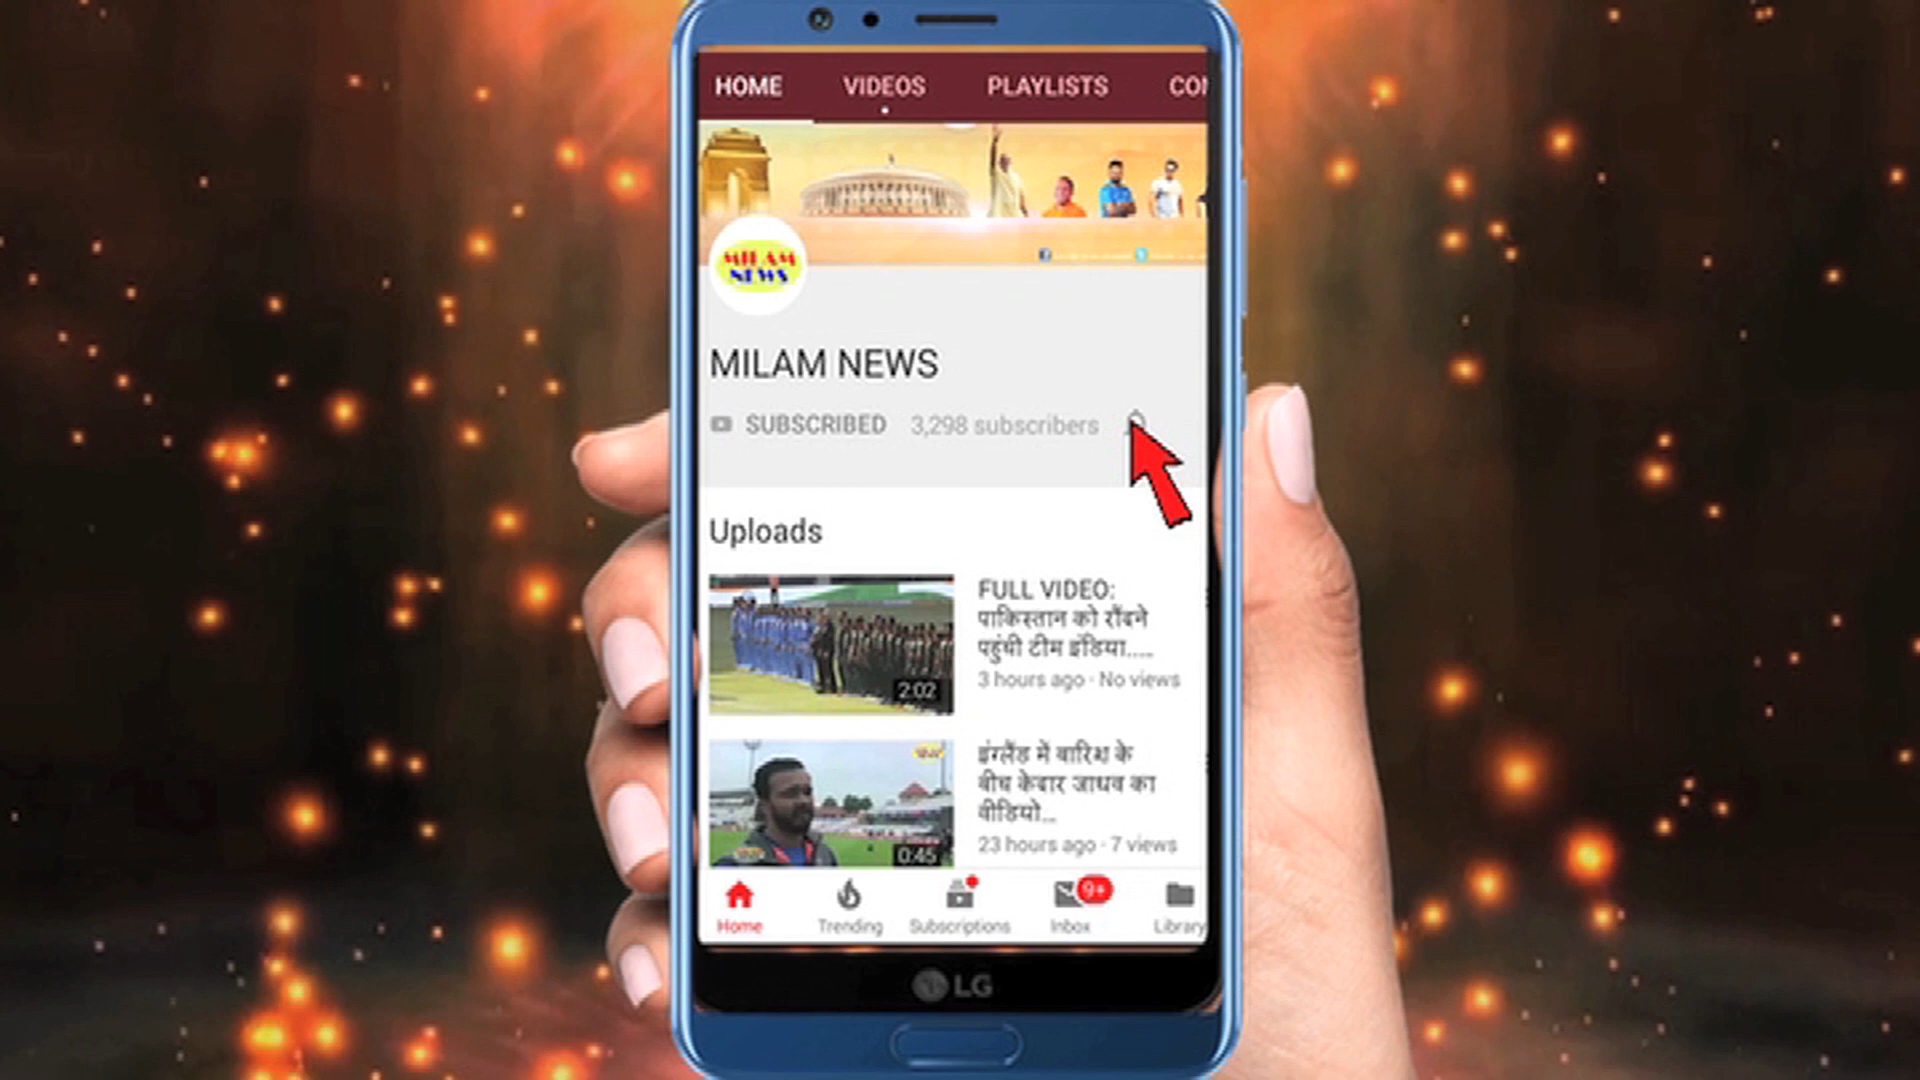 HOME VIDEOS PLAYLISTS CO
MILAM
NEWS
MILAM NEWS
SUBSCRIBED 3,298 subscribers
Uploads
FULL VIDEO:
पाकिस्तान को रौंदने
पहुंची टीम इंडिया.....
3 hours ago · No views
2:02
इंग्लैंड में बारिश के
बीच केदार जाधव का
वीडियो...
23 hours ago · 7 views
0:45
Home Trending Subscriptions 9+ Inbox Library
LG